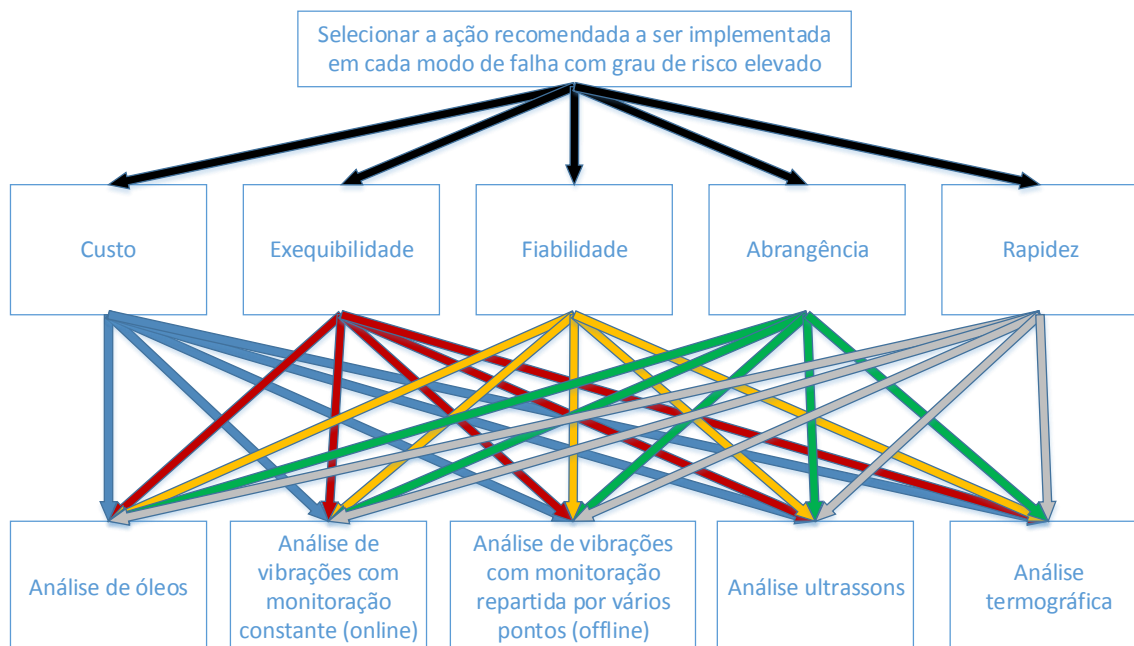 Selecionar a ação recomendada a ser implementada
em cada modo de falha com grau de risco elevado
Custo
Exequibilidade
Fiabilidade
Abrangência
Rapidez
Análise de óleos
Análise de
vibrações com
monitoração
constante (online)
Análise de vibrações
com monitoração
repartida por vários
pontos (offline)
Análise ultrassons
Análise
termográfica